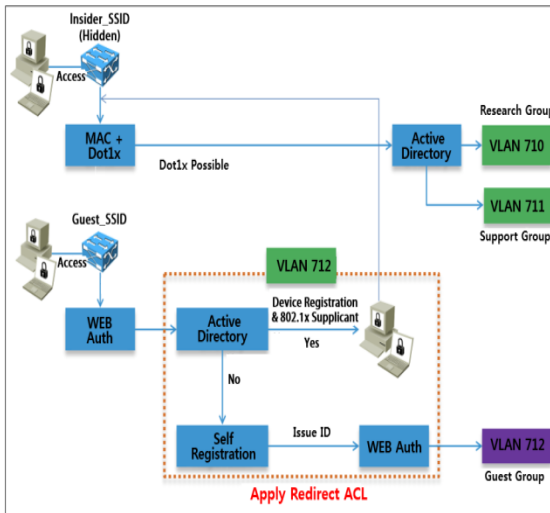 Insider_SSID
(Hidden)
Access
MAC +
Dot1x
Dot1x Possible
Active
Directory
Research Group
VLAN 710
VLAN 711
Support Group
Guest_SSID
Access
WEB
Auth
VLAN 712
Active
Directory
Device Registration
& 802.1x Supplicant
Yes
No
Self
Registration
Issue ID
WEB Auth
VLAN 712
Guest Group
Apply Redirect ACL